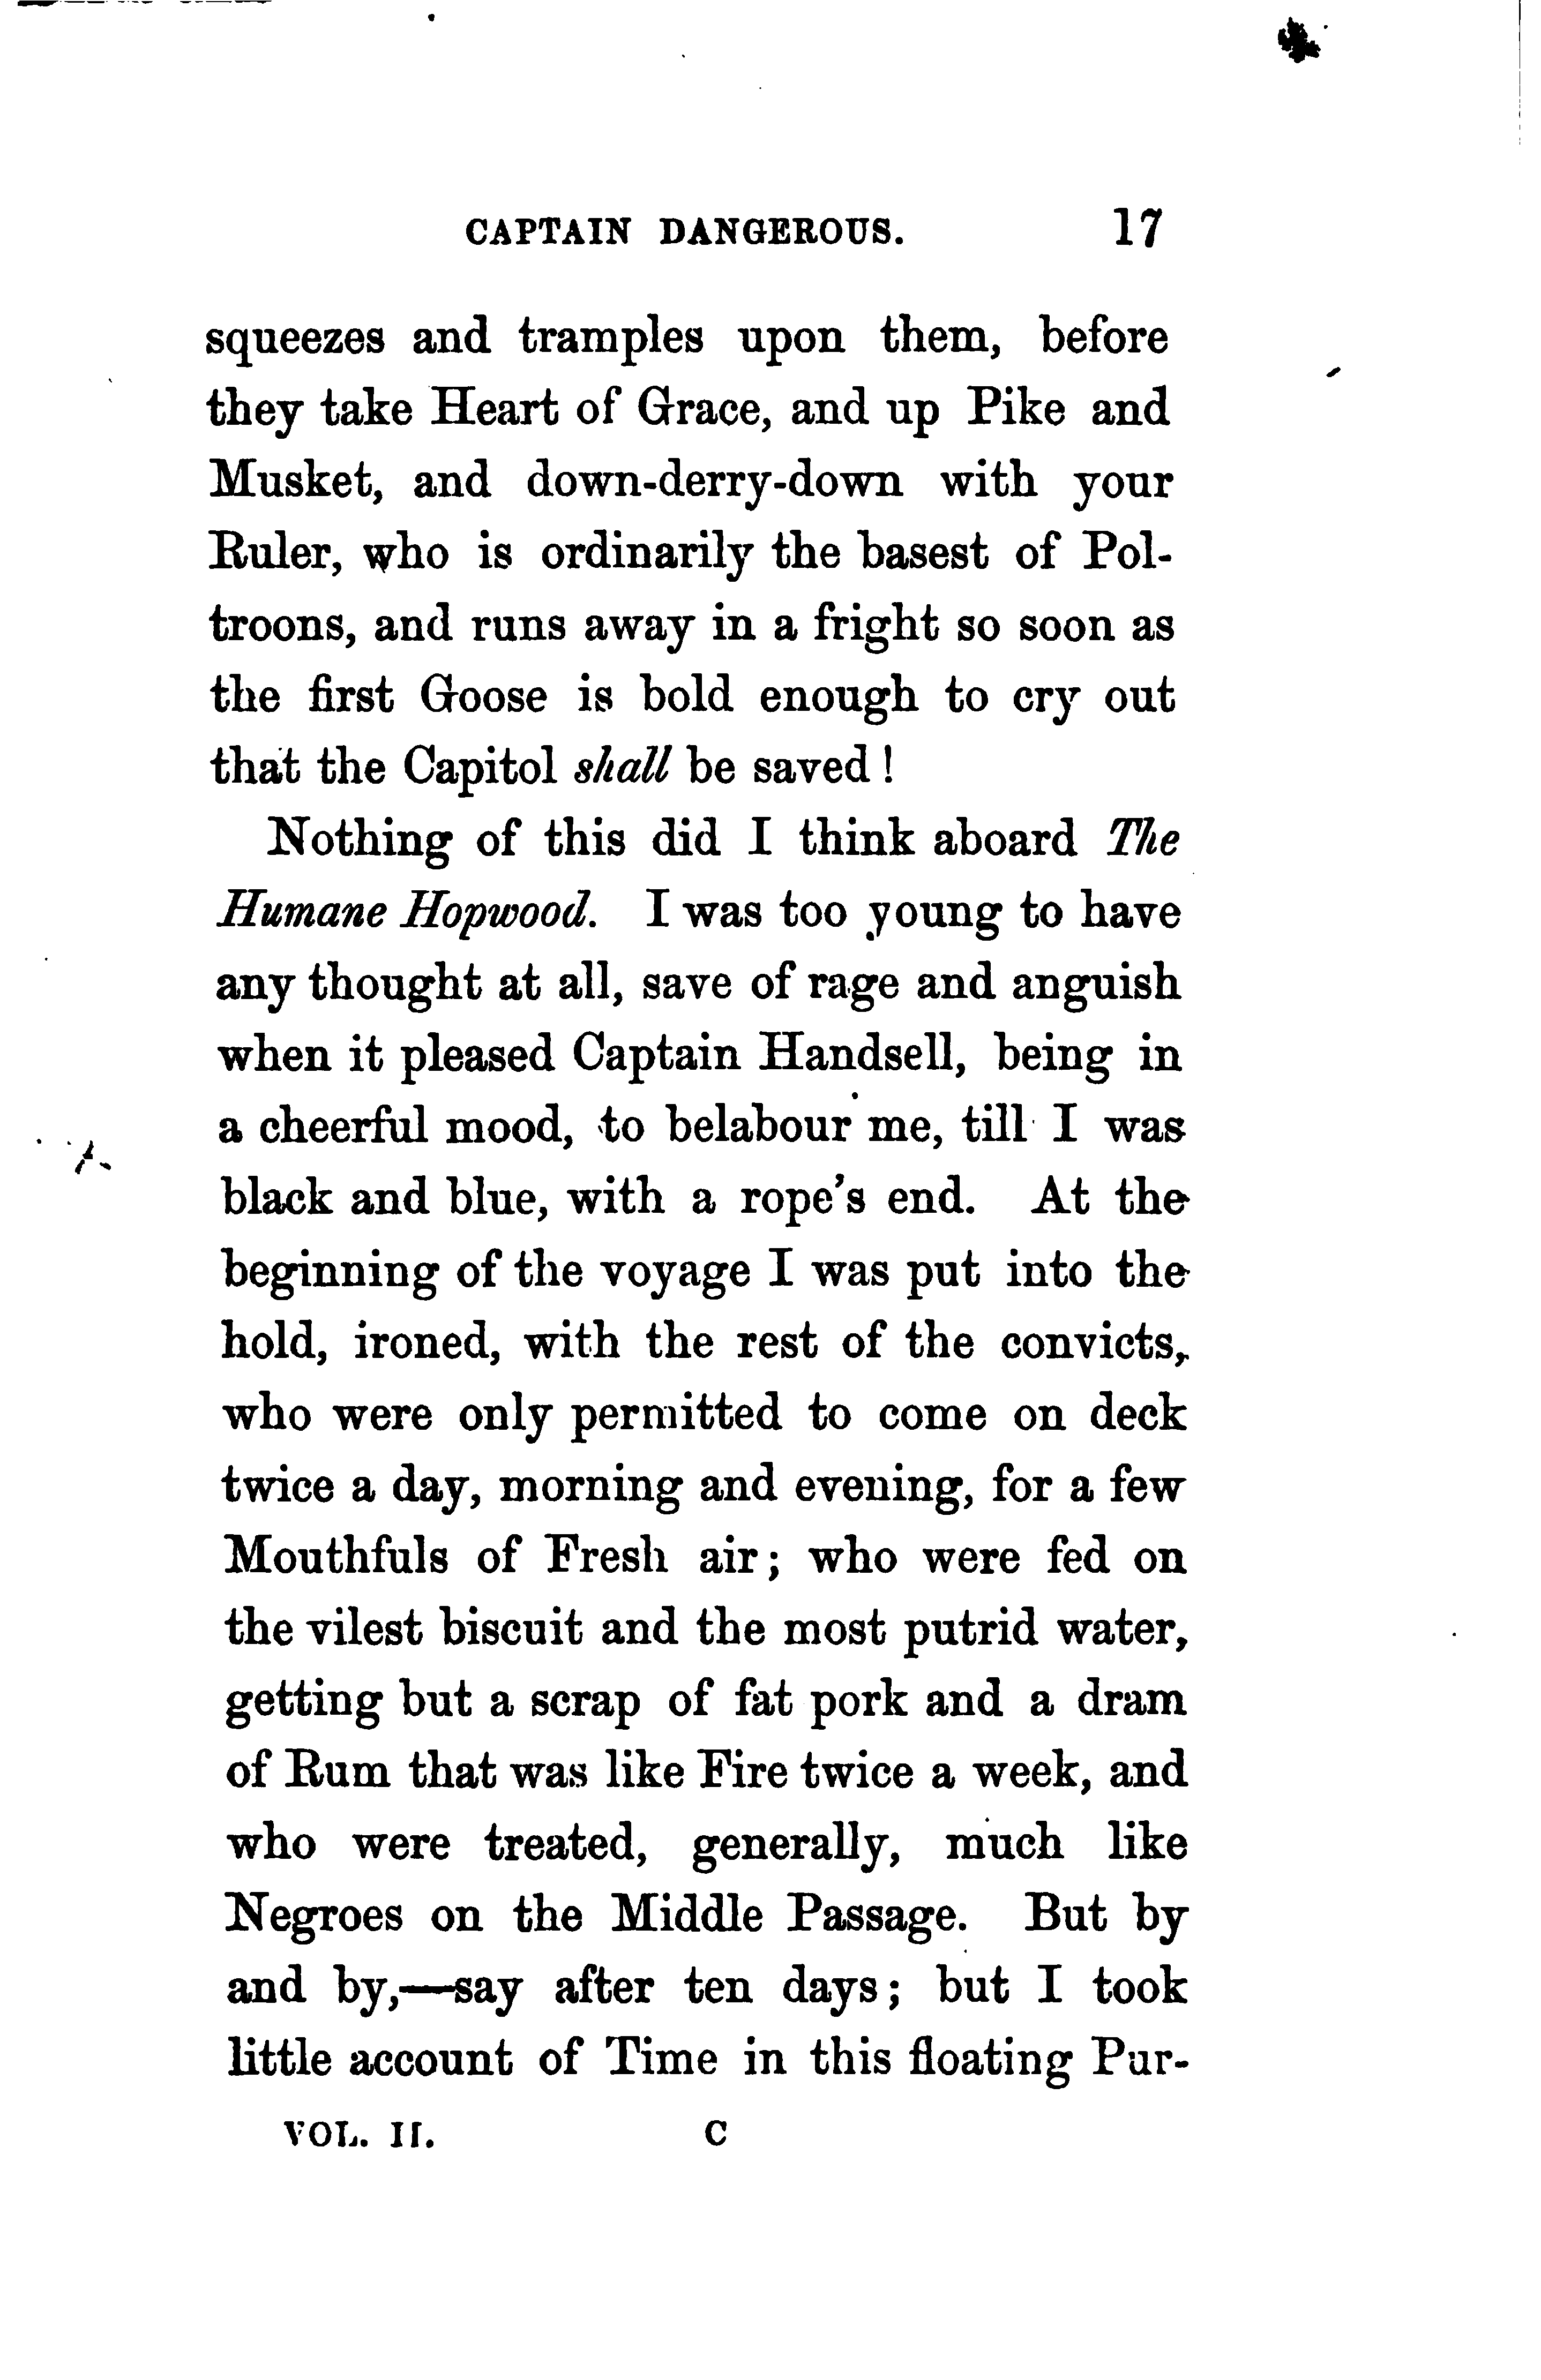 CAPTAIN DANGEROUS. 17
squeezes and tramples upon them, before
they take Heart of Grace, and up Pike and
Musket, and down-derry-down with your
Ruler, who is ordinarily the basest of Pol-
troons, and runs away in a fright so soon as
the first Goose is bold enough to cry out
that the Capitol shall be saved!
Nothing of this did I think aboard The
Humane Hopwood. I was too young to have
any thought at all, save of rage and anguish
when it pleased Captain Handsell, being in
a cheerful mood, to belabour me, till I was
black and blue, with a rope's end. At the
beginning of the voyage I was put into the
hold, ironed, with the rest of the convicts,
who were only permitted to come on deck
twice a day, morning and evening, for a few
Mouthfuls of Fresh air; who were fed on
the vilest biscuit and the most putrid water,
getting but a scrap of fat pork and a dram
of Rum that was like Fire twice a week, and
who were treated, generally, much like
Negroes on the Middle Passage. But by
and by,—say after ten days; but I took
little account of Time in this floating Pur-
VOL. II. C